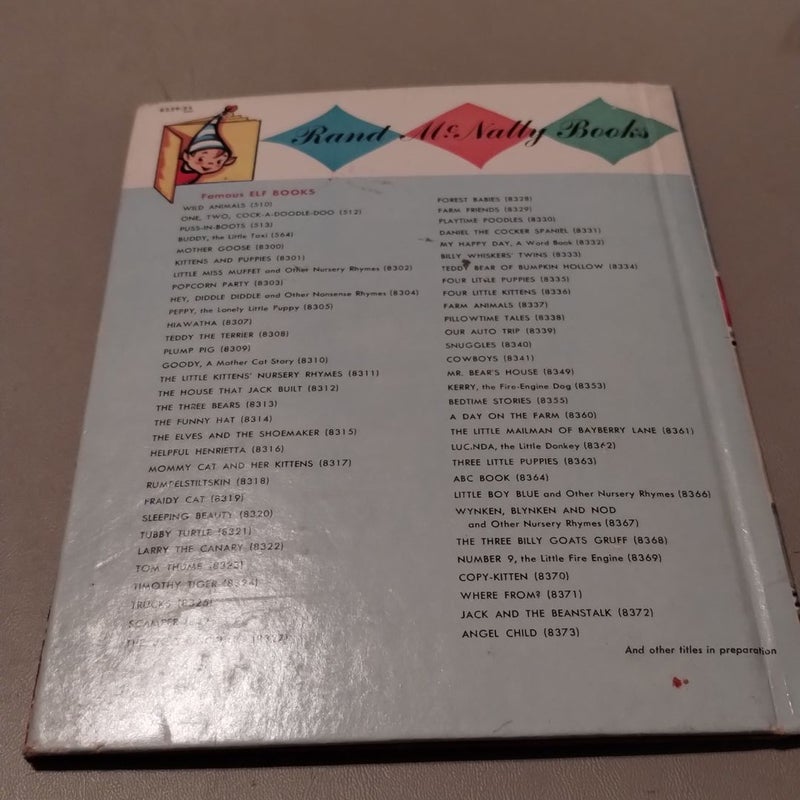 Rand McNally Books
Famous ELF BOOKS
WILD ANIMALS (510)
ONE, TWO, COCK-A-DOODLE-DOO (512)
PUSS-IN-BOOTS (513)
BUDDY, the Little Taxi (564)
MOTHER GOOSE (8300)
KITTENS AND PUPPIES (8301)
LITTLE MISS MUFFET and Other Nursery Rhymes (8302)
POPCORN PARTY (8303)
HEY, DIDDLE DIDDLE and Other Nonsense Rhymes (8304)
PEPPY, the Lonely Little Puppy (8305)
HIAWATHA (8307)
TEDDY THE TERRIER (8308)
PLUMP PIG (8309)
GOODY, A Mother Cat Story (8310)
THE LITTLE KITTENS' NURSERY RHYMES (8311)
THE HOUSE THAT JACK BUILT (8312)
THE THREE BEARS (8313)
THE FUNNY HAT (8314)
THE ELVES AND THE SHOEMAKER (8315)
HELPFUL HENRIETTA (8316)
MOMMY CAT AND HER KITTENS (8317)
RUMPELSTILTSKIN (8318)
FRAIDY CAT (8319)
SLEEPING BEAUTY (8320)
TUBBY TURTLE (8321)
LARRY THE CANARY (8322)
TOM THUMB (8323)
TIMOTHY TIGER (8324)
TRUCKS (8325)
SCAMPER
THE
FOREST BABIES (8328)
FARM FRIENDS (8329)
PLAYTIME POODLES (8330)
DANIEL THE COCKER SPANIEL (8331)
MY HAPPY DAY, A Word Book (8332)
BILLY WHISKERS' TWINS (8333)
TEDDY BEAR OF BUMPKIN HOLLOW (8334)
FOUR LITTLE PUPPIES (8335)
FOUR LITTLE KITTENS (8336)
FARM ANIMALS (8337)
PILLOWTIME TALES (8338)
OUR AUTO TRIP (8339)
SNUGGLES (8340)
COWBOYS (8341)
MR. BEAR'S HOUSE (8349)
KERRY, the Fire-Engine Dog (8353)
BEDTIME STORIES (8355)
A DAY ON THE FARM (8360)
THE LITTLE MAILMAN OF BAYBERRY LANE (8361)
LUCINDA, the Little Donkey (8362)
THREE LITTLE PUPPIES (8363)
ABC BOOK (8364)
LITTLE BOY BLUE and Other Nursery Rhymes (8366)
WYNKEN, BLYNKEN AND NOD
and Other Nursery Rhymes (8367)
THE THREE BILLY GOATS GRUFF (8368)
NUMBER 9, the Little Fire Engine (8369)
COPY-KITTEN (8370)
WHERE FROM? (8371)
JACK AND THE BEANSTALK (8372)
ANGEL CHILD (8373)
And other titles in preparation